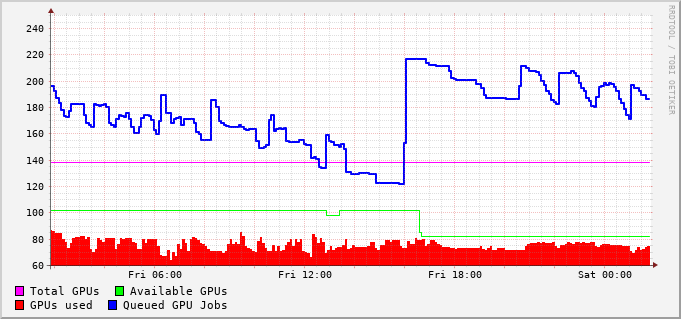 RRDTOOL / TOBI OETIKER
240
220
200
180
160
140
120
100
80
60
Fri 06:00 Fri 12:00 Fri 18:00 Sat 00:00
Total GPUs Available GPUs
GPUs used Queued GPU Jobs